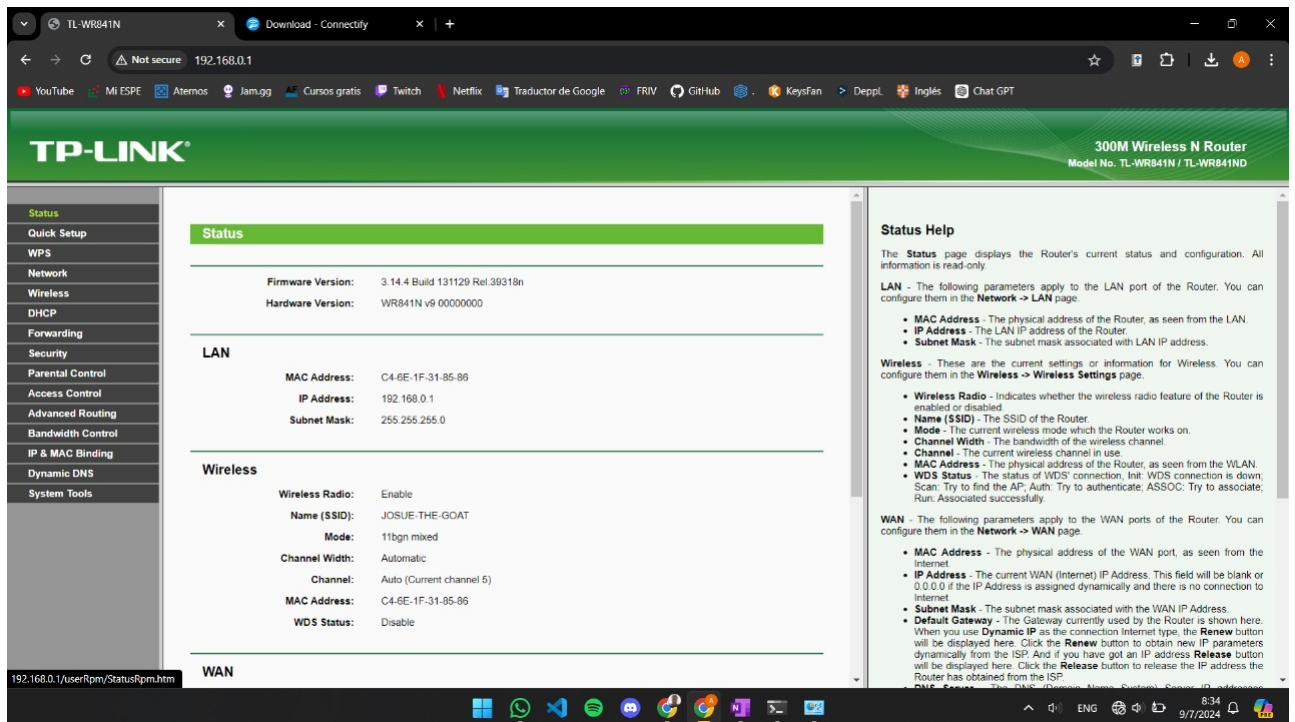 TL-WR841N
Download - Connectify
Not secure
192.168.0.1
YouTube
Mi ESPE
Aternos
Jam.gg
Cursos gratis
Twitch
Netflix
Traductor de Google
FRIV
GitHub
.
KeysFan
DeppL
Inglés
Chat GPT
TP-LINK®
300M Wireless N Router
Model No. TL-WR841N / TL-WR841ND
Status
Quick Setup
WPS
Network
Wireless
DHCP
Forwarding
Security
Parental Control
Access Control
Advanced Routing
Bandwidth Control
IP & MAC Binding
Dynamic DNS
System Tools
Status
Firmware Version: 3.14.4 Build 131129 Rel.39318n
Hardware Version: WR841N v9 00000000
LAN
MAC Address: C4-6E-1F-31-85-86
IP Address: 192.168.0.1
Subnet Mask: 255.255.255.0
Wireless
Wireless Radio: Enable
Name (SSID): JOSUE-THE-GOAT
Mode: 11bgn mixed
Channel Width: Automatic
Channel: Auto (Current channel 5)
MAC Address: C4-6E-1F-31-85-86
WDS Status: Disable
WAN
Status Help
The Status page displays the Router's current status and configuration. All
information is read-only.
LAN - The following parameters apply to the LAN port of the Router. You can
configure them in the Network -> LAN page.
• MAC Address - The physical address of the Router, as seen from the LAN.
• IP Address - The LAN IP address of the Router.
• Subnet Mask - The subnet mask associated with LAN IP address.
Wireless - These are the current settings or information for Wireless. You can
configure them in the Wireless -> Wireless Settings page.
• Wireless Radio - Indicates whether the wireless radio feature of the Router is
enabled or disabled.
• Name (SSID) - The SSID of the Router.
• Mode - The current wireless mode which the Router works on.
• Channel Width - The bandwidth of the wireless channel.
• Channel - The current wireless channel in use.
• MAC Address - The physical address of the Router, as seen from the WLAN.
• WDS Status - The status of WDS' connection, Init: WDS connection is down;
Scan: Try to find the AP; Auth: Try to authenticate; ASSOC: Try to associate;
Run: Associated successfully.
WAN - The following parameters apply to the WAN ports of the Router. You can
configure them in the Network -> WAN page.
• MAC Address - The physical address of the WAN port, as seen from the
Internet.
• IP Address - The current WAN (Internet) IP Address. This field will be blank or
0.0.0.0 if the IP Address is assigned dynamically and there is no connection to
Internet.
• Subnet Mask - The subnet mask associated with the WAN IP Address.
• Default Gateway - The Gateway currently used by the Router is shown here.
When you use Dynamic IP as the connection Internet type, the Renew button
will be displayed here. Click the Renew button to obtain new IP parameters
dynamically from the ISP. And if you have got an IP address Release button
will be displayed here. Click the Release button to release the IP address the
Router has obtained from the ISP.
• DNS Server - The DNS (Domain Name System) Server IP addresses
192.168.0.1/userRpm/StatusRpm.htm
ENG
8:34
9/7/2024